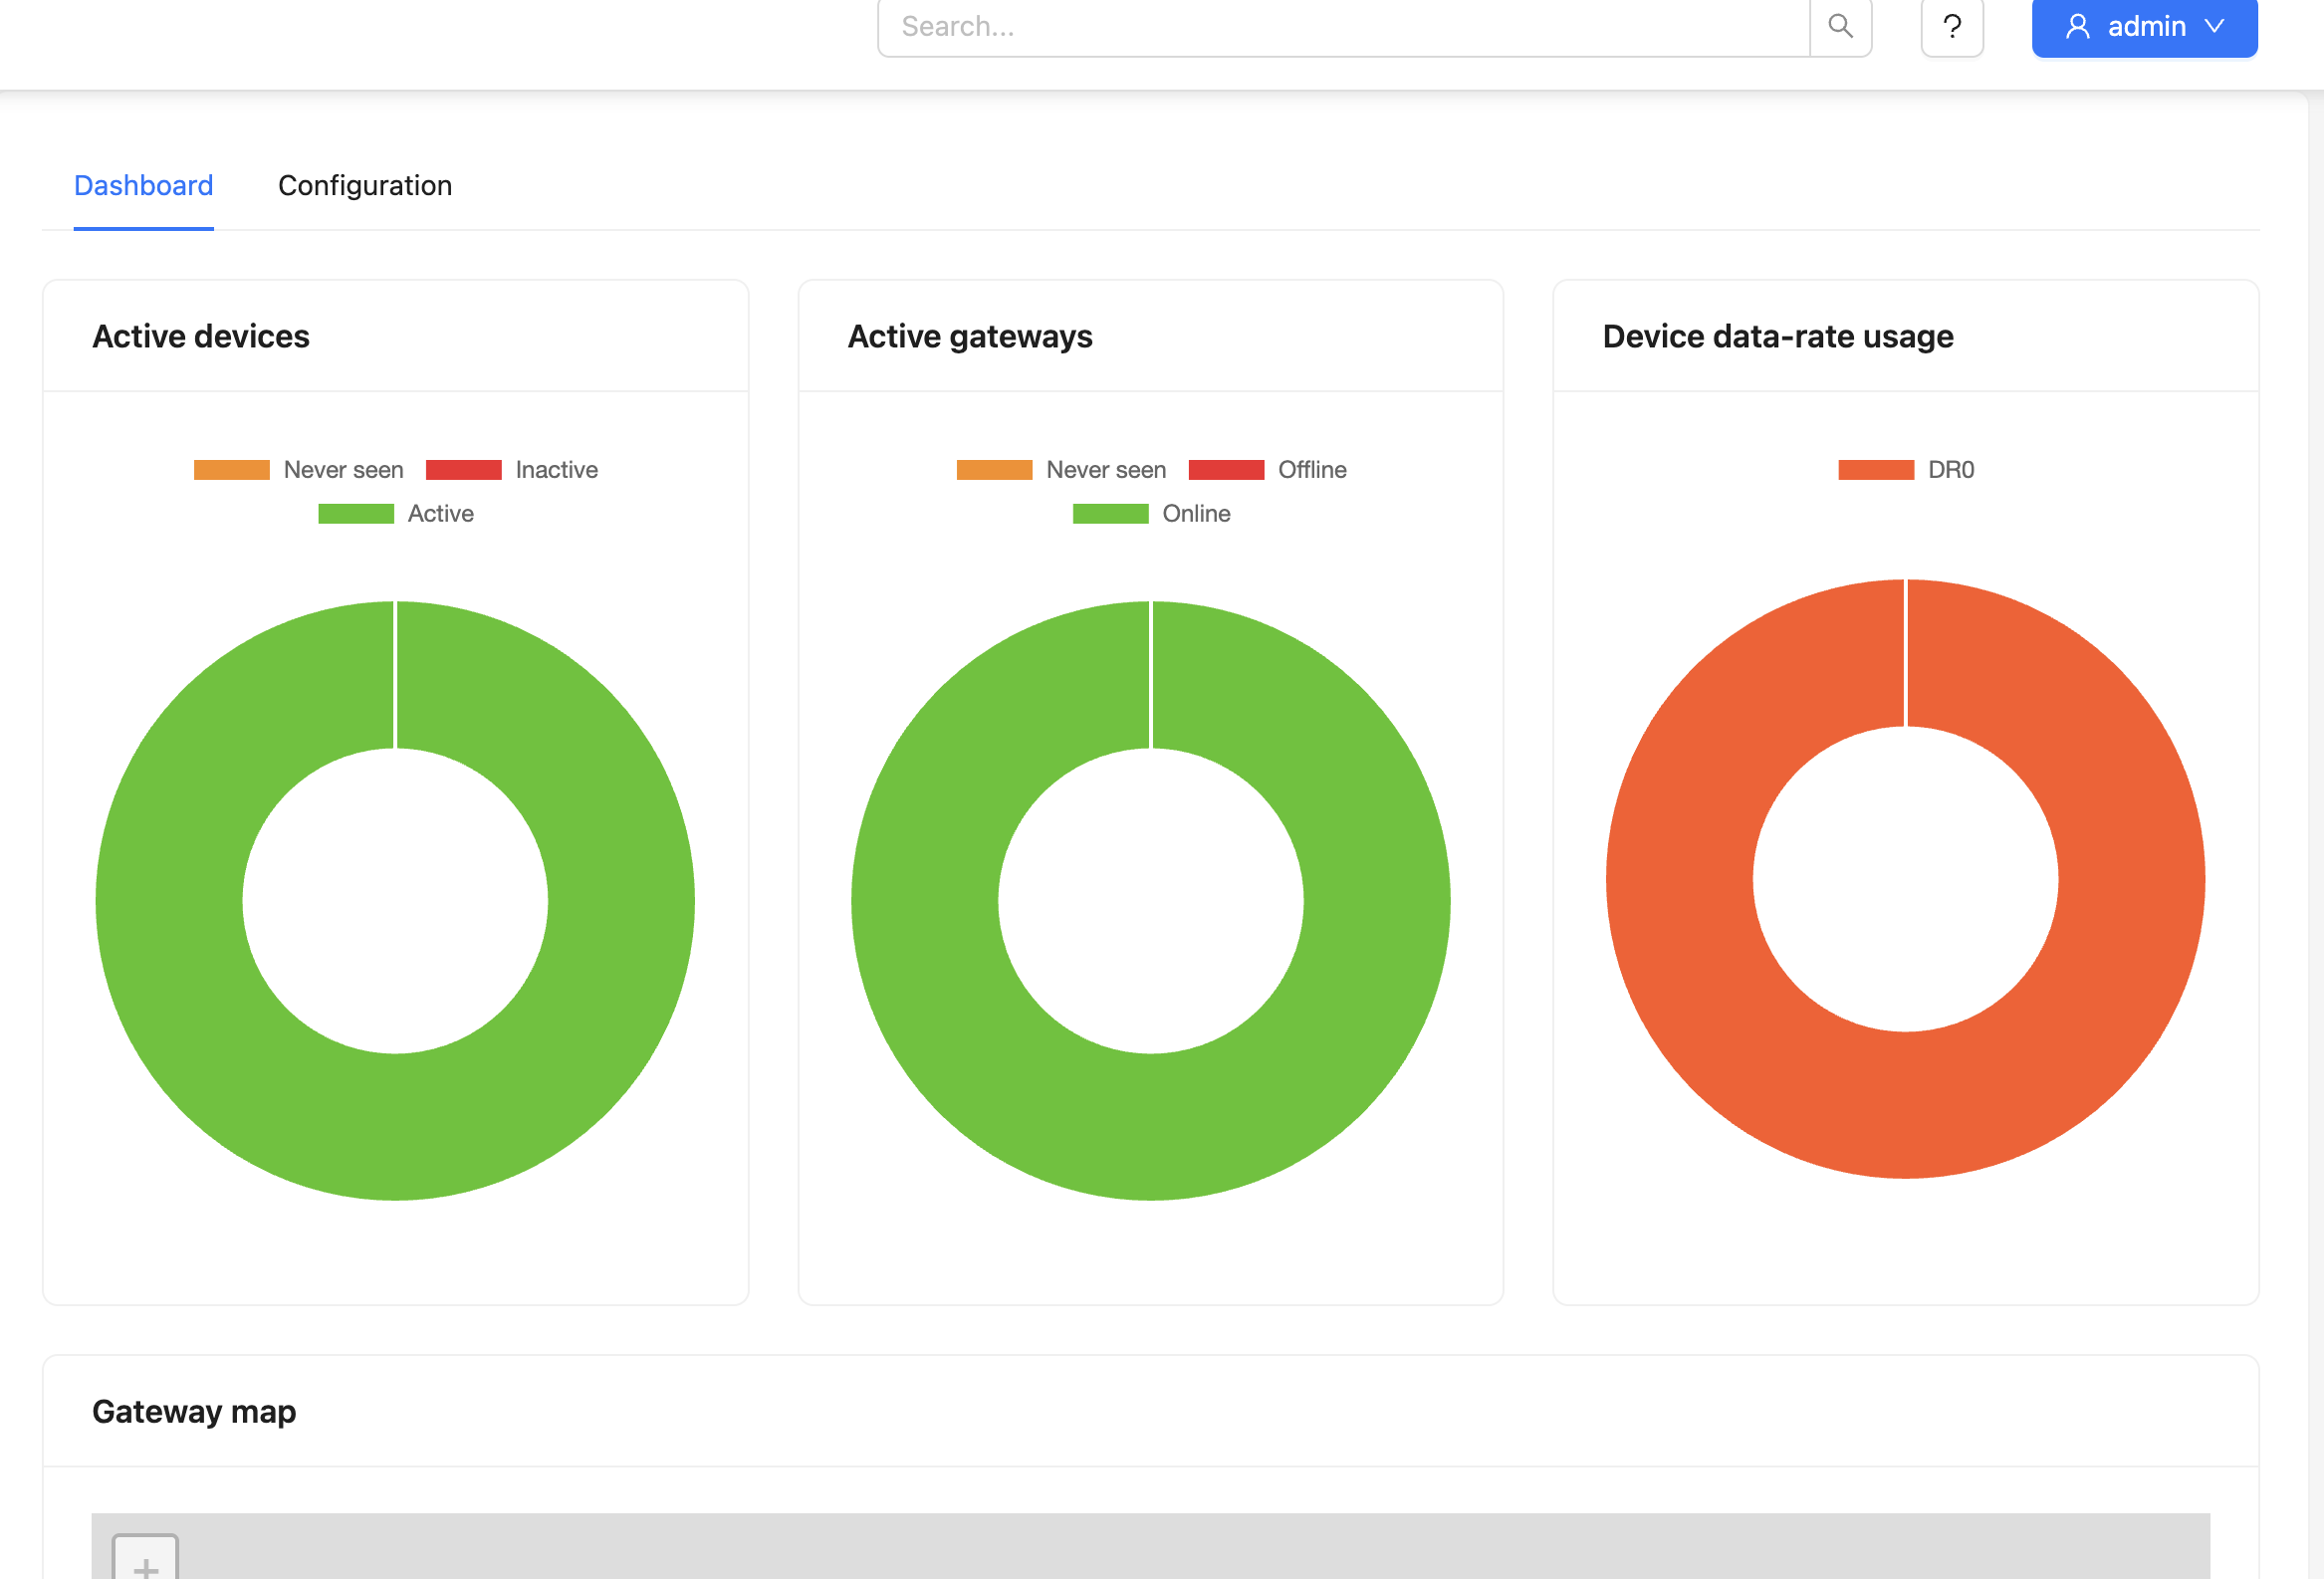 Search...
?
admin
Dashboard
Configuration
Active devices
Never seen
Inactive
Active
Active gateways
Never seen
Offline
Online
Device data-rate usage
DR0
Gateway map
+